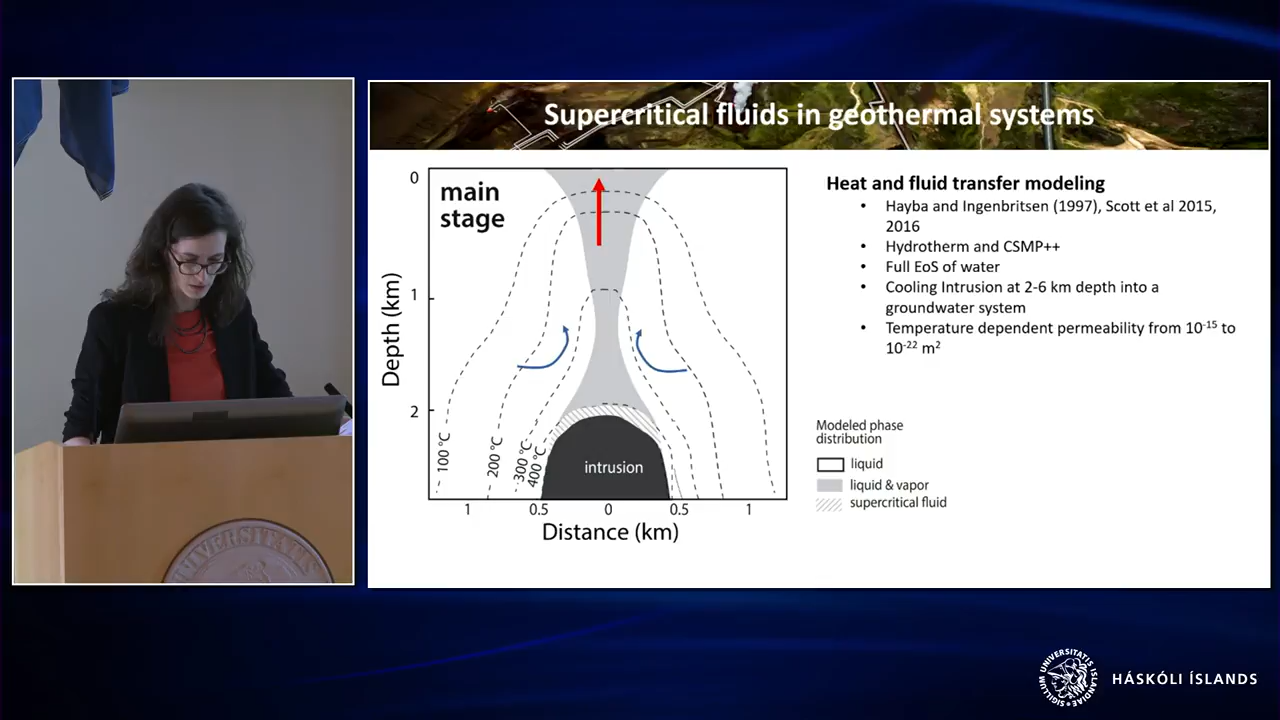 Supercritical fluids in geothermal systems
main
stage
0
1
2
Depth (km)
100 °C
200 °C
300 °C
400 °C
intrusion
1
0.5
0
0.5
1
Distance (km)
Heat and fluid transfer modeling
• Hayba and Ingenbritsen (1997), Scott et al 2015,
2016
• Hydrotherm and CSMP++
• Full EoS of water
• Cooling Intrusion at 2-6 km depth into a
groundwater system
• Temperature dependent permeability from 10⁻¹⁵ to
10⁻²² m²
Modeled phase
distribution
liquid
liquid & vapor
supercritical fluid
UNIVERSITATIS
SIGILLUM UNIVERSITATIS ISLANDIAE
HÁSKÓLI ÍSLANDS